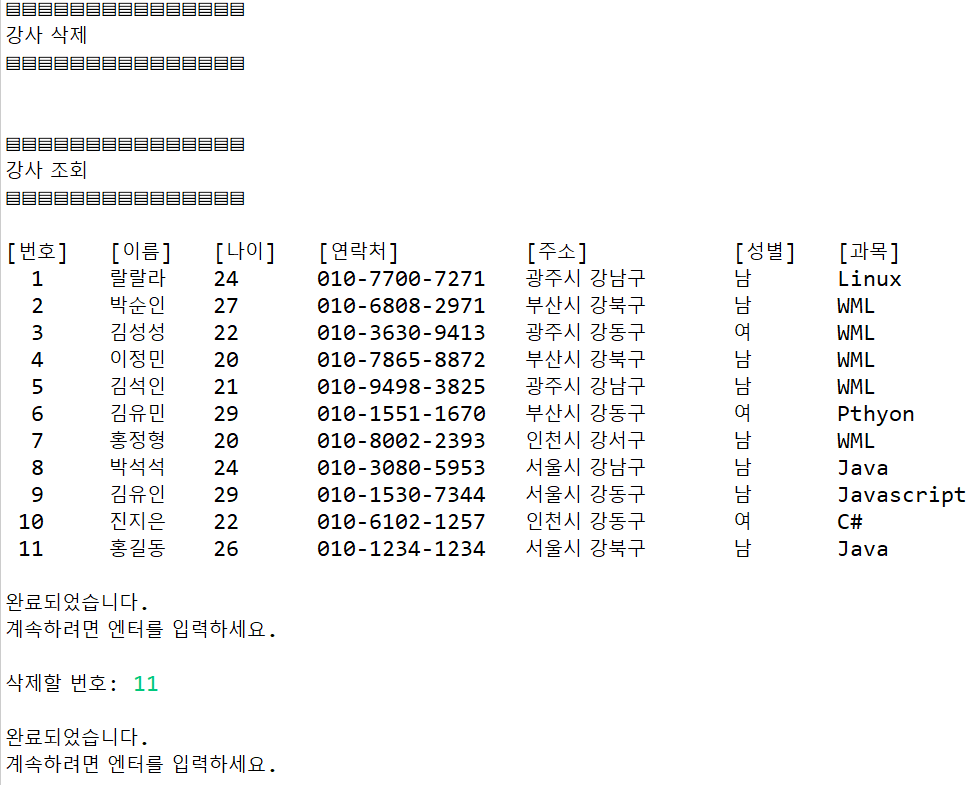 ▤▤▤▤▤▤▤▤▤▤▤▤▤▤▤
강사 삭제
▤▤▤▤▤▤▤▤▤▤▤▤▤▤▤
▤▤▤▤▤▤▤▤▤▤▤▤▤▤▤
강사 조회
▤▤▤▤▤▤▤▤▤▤▤▤▤▤▤
[번호] [이름] [나이] [연락처] [주소] [성별] [과목]
1 랄랄라 24 010-7700-7271 광주시 강남구 남 Linux
2 박순인 27 010-6808-2971 부산시 강북구 남 WML
3 김성성 22 010-3630-9413 광주시 강동구 여 WML
4 이정민 20 010-7865-8872 부산시 강북구 남 WML
5 김석인 21 010-9498-3825 광주시 강남구 남 WML
6 김유민 29 010-1551-1670 부산시 강동구 여 Pthyon
7 홍정형 20 010-8002-2393 인천시 강서구 남 WML
8 박석석 24 010-3080-5953 서울시 강남구 남 Java
9 김유인 29 010-1530-7344 서울시 강동구 남 Javascript
10 진지은 22 010-6102-1257 인천시 강동구 여 C#
11 홍길동 26 010-1234-1234 서울시 강북구 남 Java
완료되었습니다.
계속하려면 엔터를 입력하세요.
삭제할 번호: 11
완료되었습니다.
계속하려면 엔터를 입력하세요.